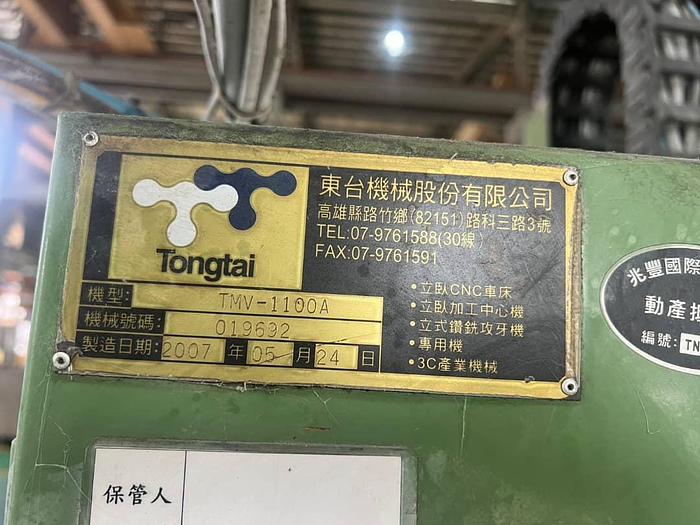 Tongtai
東台機械股份有限公司
高雄縣路竹鄉(82151)路科三路3號
TEL:07-9761588(30線)
FAX:07-9761591
機型: TMV-1100A
機械號碼: 019692
製造日期: 2007 年 05 月 24 日
•立臥CNC車床
•立臥加工中心機
•立式鑽銑攻牙機
•專用機
•3C產業機械
兆豐國際
動產抵
編號: TN
保管人